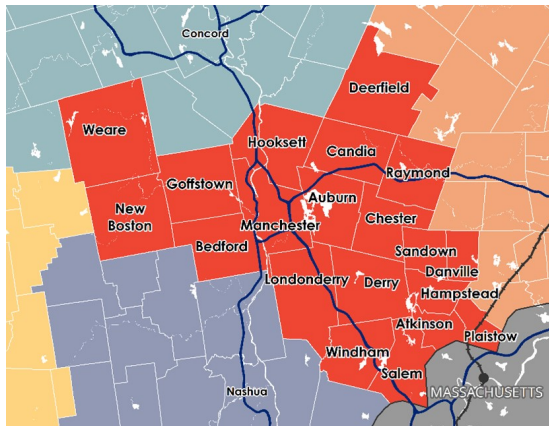 Concord
Deerfield
Weare
Hooksett
Candia
Raymond
Goffstown
Auburn
New
Boston
Chester
Manchester
Bedford
Sandown
Danville
Londonderry
Derry
Hampstead
Atkinson
Plaistow
Windham
Salem
Nashua
MASSACHUSETTS